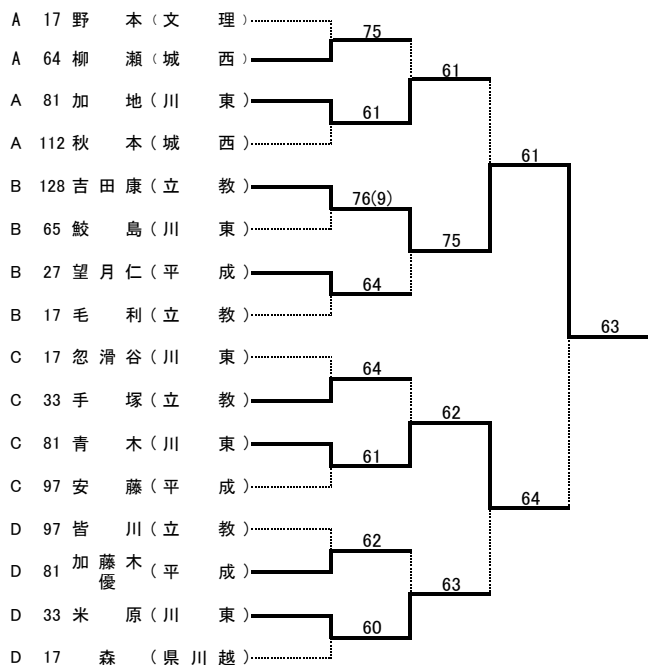 A 17 野 本（文 理）
75
A 64 柳 瀬（城 西）
61
A 81 加 地（川 東）
61
A 112 秋 本（城 西）
61
B 128 吉 田 康（立 教）
76(9)
B 65 鮫 島（川 東）
75
B 27 望 月 仁（平 成）
64
B 17 毛 利（立 教）
63
C 17 忽 滑 谷（川 東）
64
C 33 手 塚（立 教）
62
C 81 青 木（川 東）
61
C 97 安 藤（平 成）
64
D 97 皆 川（立 教）
62
D 81 加 藤 木 優（平 成）
63
D 33 米 原（川 東）
60
D 17 森（県 川 越）